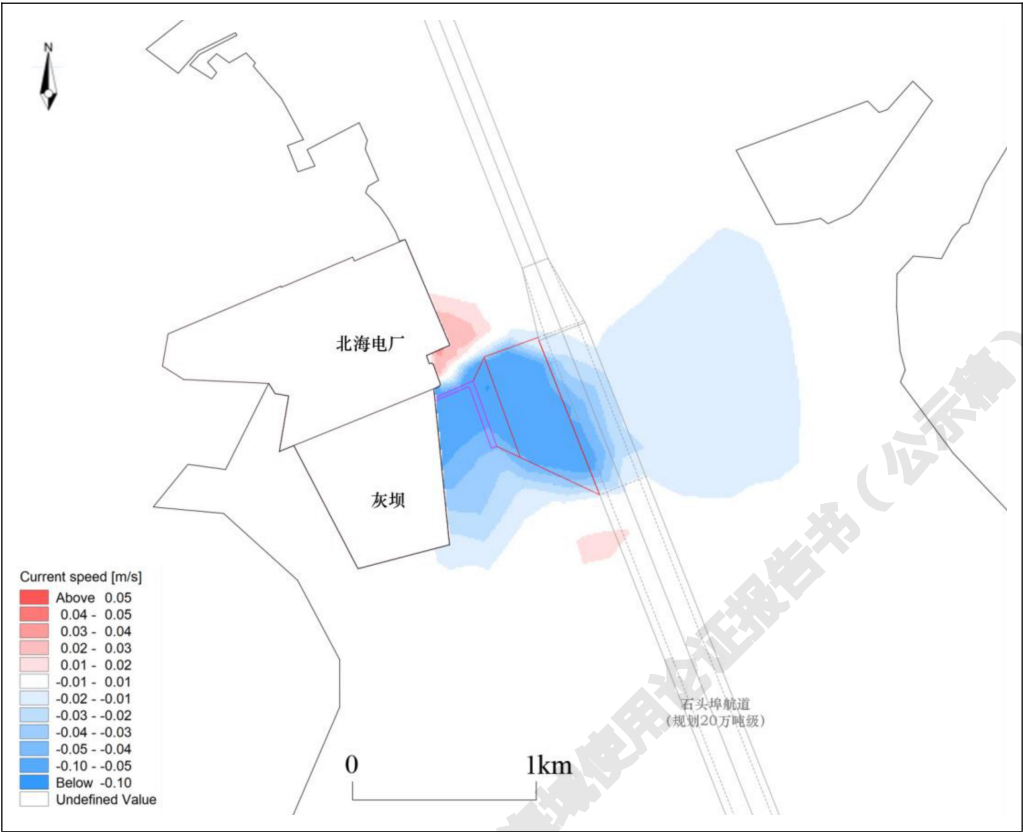 N
北海电厂
灰坝
Current speed [m/s]
Above 0.05
0.04 - 0.05
0.03 - 0.04
0.02 - 0.03
0.01 - 0.02
-0.01 - 0.01
-0.02 - -0.01
-0.03 - -0.02
-0.04 - -0.03
-0.05 - -0.04
-0.10 - -0.05
Below -0.10
Undefined Value
0 1km
石头埠航道
(规划20万吨级)
海域使用论证报告书（公示稿）